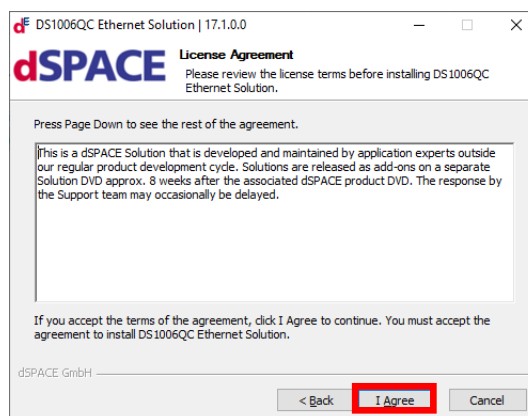 dE DS1006QC Ethernet Solution | 17.1.0.0
dSPACE
License Agreement
Please review the license terms before installing DS1006QC
Ethernet Solution.
Press Page Down to see the rest of the agreement.
This is a dSPACE Solution that is developed and maintained by application experts outside
our regular product development cycle. Solutions are released as add-ons on a separate
Solution DVD approx. 8 weeks after the associated dSPACE product DVD. The response by
the Support team may occasionally be delayed.
If you accept the terms of the agreement, click I Agree to continue. You must accept the
agreement to install DS1006QC Ethernet Solution.
dSPACE GmbH
< Back
I Agree
Cancel